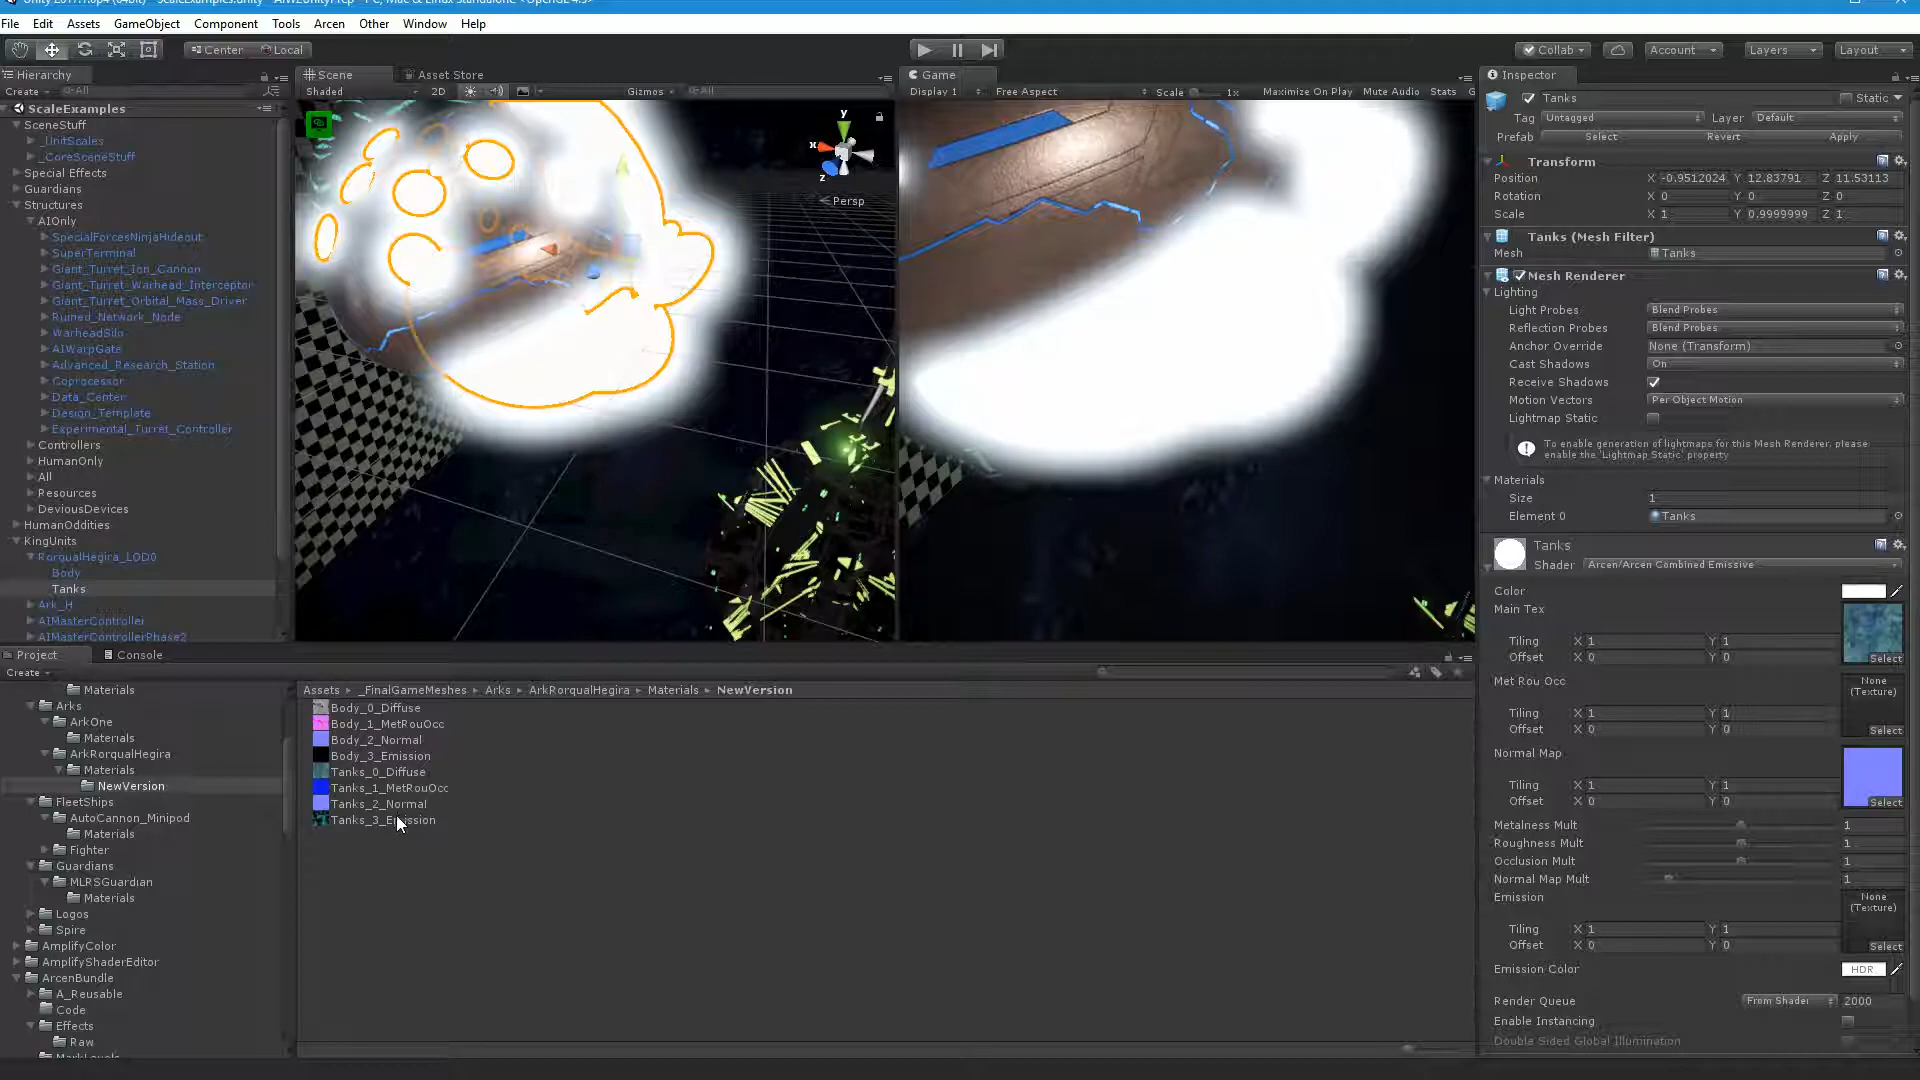 File Edit Assets GameObject Component Tools Arcen Other Window Help
Center Local
Collab Account Layers Layout
Hierarchy
Create All
ScaleExamples
SceneStuff
_UnitScales
_CoreSceneStuff
Special Effects
Guardians
Structures
AIOnly
SpecialForcesNinjaHideout
SuperTerminal
Giant_Turret_Ion_Cannon
Giant_Turret_Warhead_Interceptor
Giant_Turret_Orbital_Mass_Driver
Ruined_Network_Node
WarheadSilo
AIWarpGate
Advanced_Research_Station
Coprocessor
Data_Center
Design_Template
Experimental_Turret_Controller
Controllers
HumanOnly
All
Resources
DeviousDevices
HumanOddities
KingUnits
RorqualHegira_LOD0
Body
Tanks
Ark_H
AIMasterController
AIMasterControllerPhase2
Scene Asset Store
Shaded 2D Gizmos All
y
x
z
Persp
Game
Display 1 Free Aspect Scale 1x Maximize On Play Mute Audio Stats G
Inspector
Tanks Static
Tag Untagged Layer Default
Prefab Select Revert Apply
Transform
Position X -0.9512024 Y 12.83791 Z 11.53113
Rotation X 0 Y 0 Z 0
Scale X 1 Y 0.9999999 Z 1
Tanks (Mesh Filter)
Mesh Tanks
Mesh Renderer
Lighting
Light Probes Blend Probes
Reflection Probes Blend Probes
Anchor Override None (Transform)
Cast Shadows On
Receive Shadows
Motion Vectors Per Object Motion
Lightmap Static
To enable generation of lightmaps for this Mesh Renderer, please
enable the 'Lightmap Static' property
Materials
Size 1
Element 0 Tanks
Tanks
Shader Arcen/Arcen Combined Emissive
Color
Main Tex
Tiling X 1 Y 1
Offset X 0 Y 0 Select
Met Rou Occ None
(Texture)
Tiling X 1 Y 1
Offset X 0 Y 0 Select
Normal Map
Tiling X 1 Y 1
Offset X 0 Y 0 Select
Metalness Mult 1
Roughness Mult 1
Occlusion Mult 1
Normal Map Mult 1
Emission None
(Texture)
Tiling X 1 Y 1
Offset X 0 Y 0 Select
Emission Color HDR
Render Queue From Shader 2000
Enable Instancing
Double Sided Global Illumination
Project Console
Create
Materials
Arks
ArkOne
Materials
ArkRorqualHegira
Materials
NewVersion
FleetShips
AutoCannon_Minipod
Materials
Fighter
Guardians
MLRSGuardian
Materials
Logos
Spire
AmplifyColor
AmplifyShaderEditor
ArcenBundle
A_Reusable
Code
Effects
Raw
MarkLevels
Assets _FinalGameMeshes Arks ArkRorqualHegira Materials NewVersion
Body_0_Diffuse
Body_1_MetRouOcc
Body_2_Normal
Body_3_Emission
Tanks_0_Diffuse
Tanks_1_MetRouOcc
Tanks_2_Normal
Tanks_3_Emission